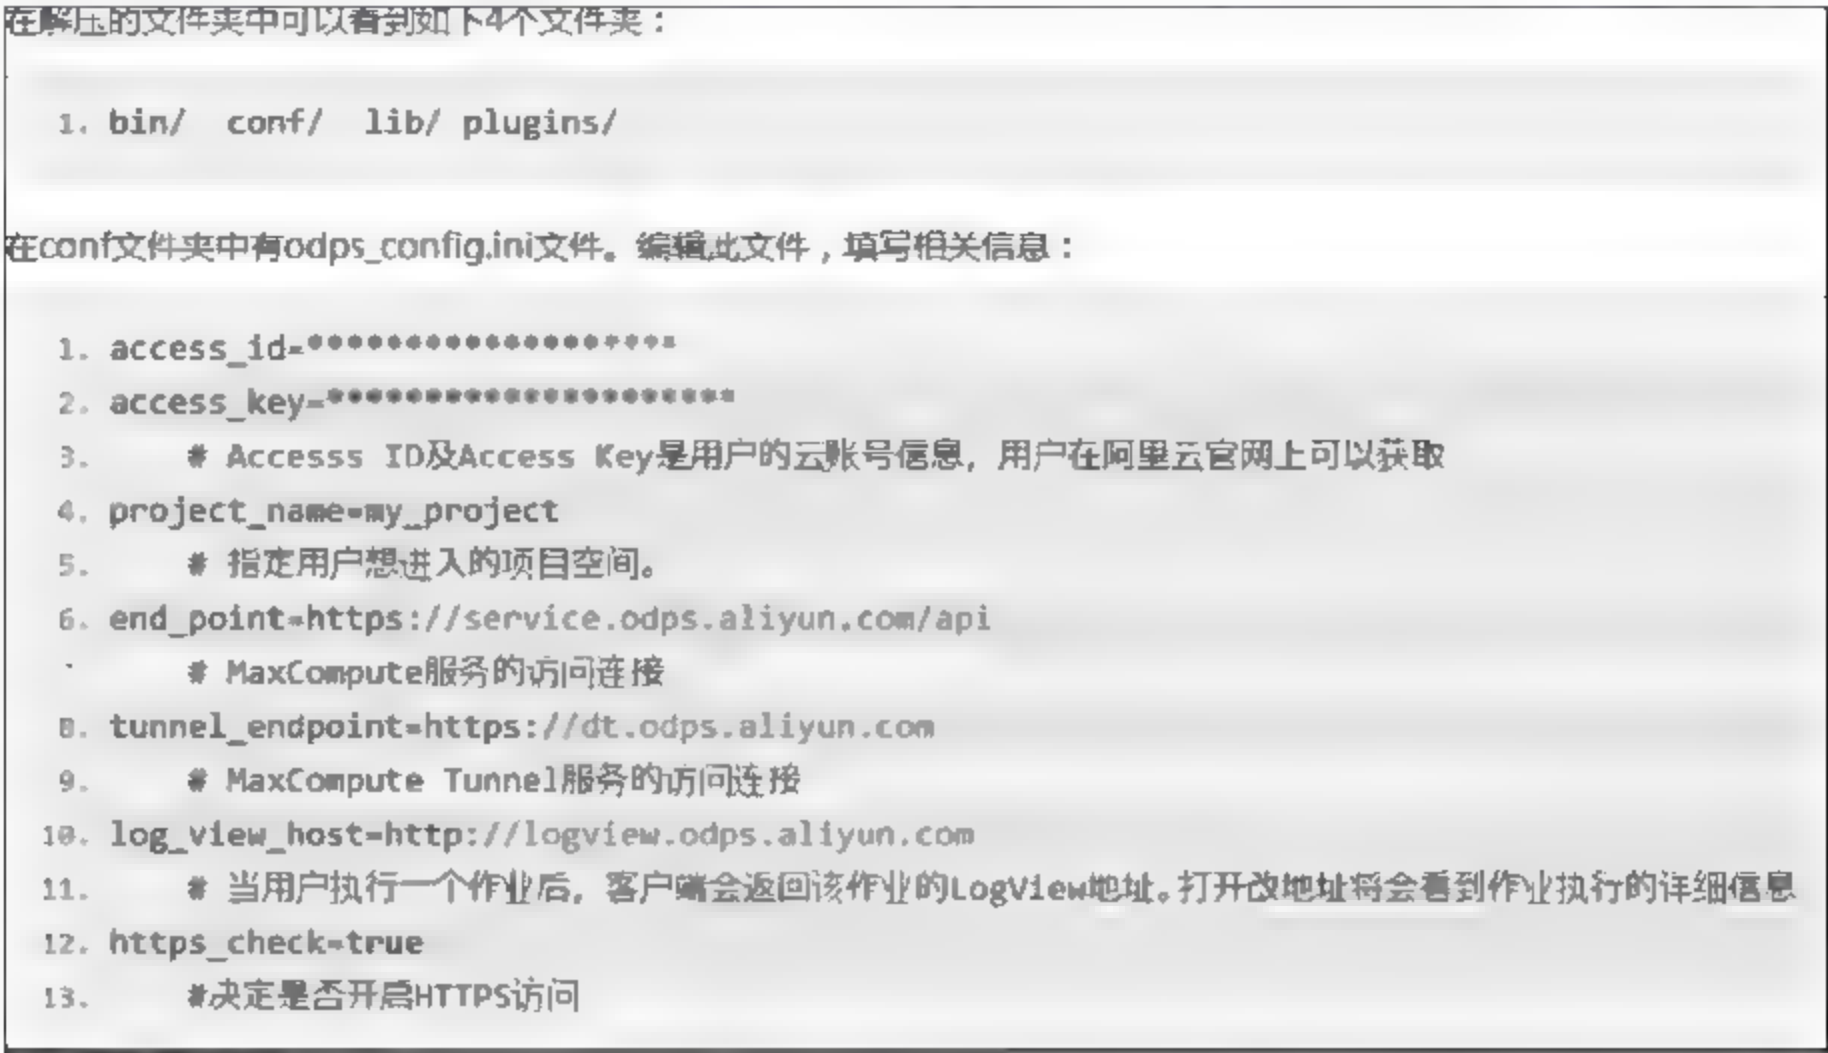 在解压的文件夹中可以看到如下4个文件夹：
1. bin/  conf/  lib/ plugins/
在conf文件夹中有odps_config.ini文件。编辑此文件，填写相关信息：
1. access_id=*******************
2. access_key=*********************
3.     # Accesss ID及Access Key是用户的云账号信息，用户在阿里云官网上可以获取
4. project_name=my_project
5.     # 指定用户想进入的项目空间。
6. end_point=https://service.odps.aliyun.com/api
# MaxCompute服务的访问连接
8. tunnel_endpoint=https://dt.odps.aliyun.com
9.     # MaxCompute Tunnel服务的访问连接
10. log_view_host=http://logview.odps.aliyun.com
11.     # 当用户执行一个作业后，客户端会返回该作业的LogView地址。打开改地址将会看到作业执行的详细信息
12. https_check=true
13.     #决定是否开启HTTPS访问